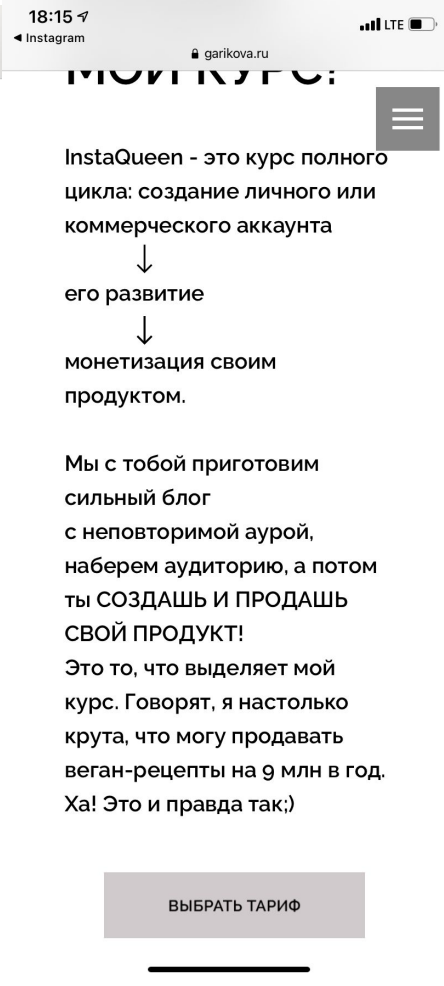 18:15
LTE
◀ Instagram
garikova.ru
МОЙ КУРС!
InstaQueen - это курс полного
цикла: создание личного или
коммерческого аккаунта
↓
его развитие
↓
монетизация своим
продуктом.
Мы с тобой приготовим
сильный блог
с неповторимой аурой,
наберем аудиторию, а потом
ты СОЗДАШЬ И ПРОДАШЬ
СВОЙ ПРОДУКТ!
Это то, что выделяет мой
курс. Говорят, я настолько
крута, что могу продавать
веган-рецепты на 9 млн в год.
Ха! Это и правда так;)
ВЫБРАТЬ ТАРИФ